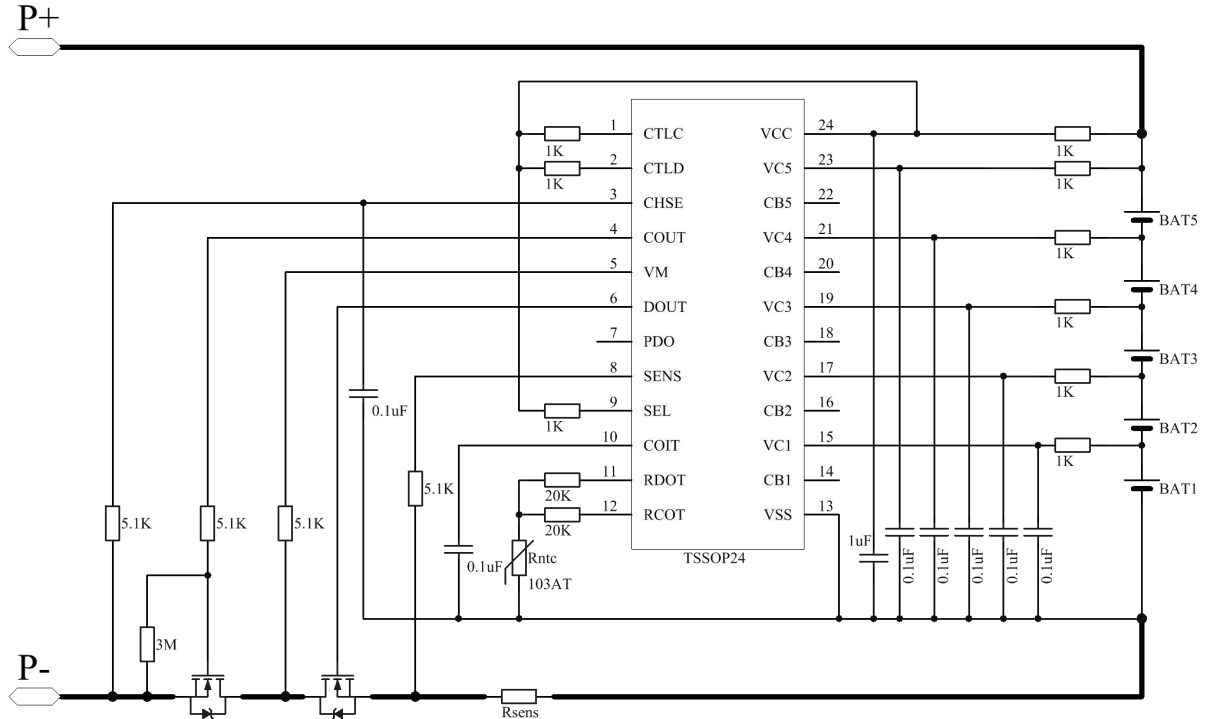 P+
1 CTLC VCC 24
1K 1K
2 CTLD VC5 23
1K 1K
3 CHSE CB5 22
BAT5
4 COUT VC4 21
1K
5 VM CB4 20
BAT4
6 DOUT VC3 19
1K
7 PDO CB3 18
BAT3
8 SENS VC2 17
1K
0.1uF
9 SEL CB2 16
1K
BAT2
10 COIT VC1 15
1K
11 RDOT CB1 14
20K
5.1K
BAT1
12 RCOT VSS 13
20K
5.1K 5.1K 5.1K
TSSOP24
0.1uF
Rntc
103AT
1uF
0.1uF
0.1uF
0.1uF
0.1uF
0.1uF
3M
P-
Rsens